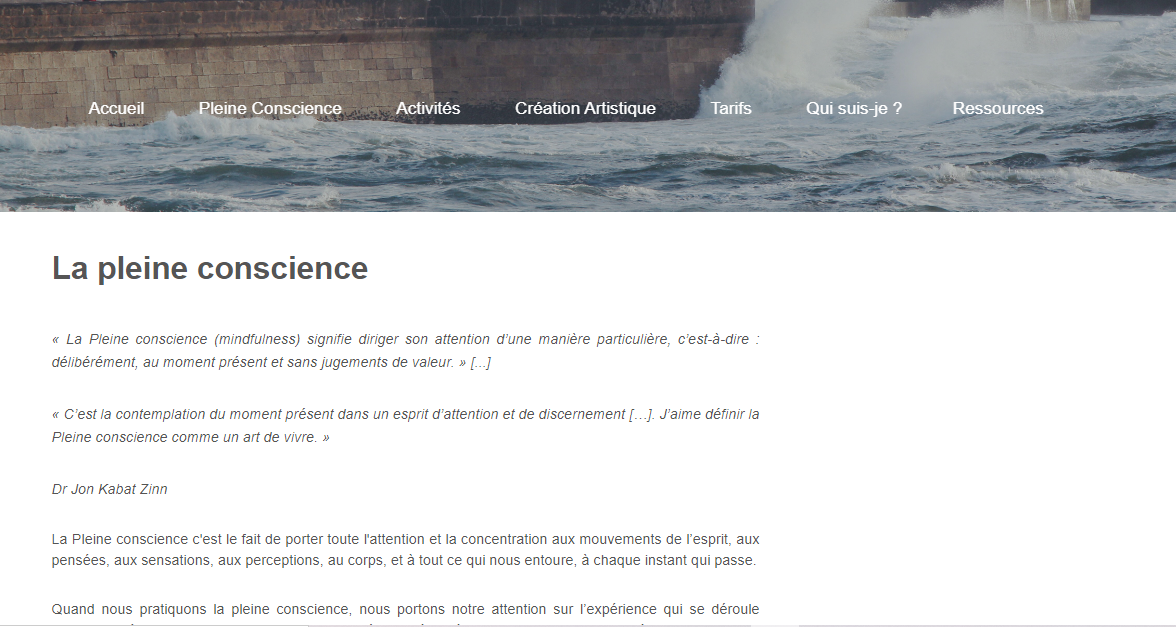 Accueil Pleine Conscience Activités Création Artistique Tarifs Qui suis-je ? Ressources
La pleine conscience
« La Pleine conscience (mindfulness) signifie diriger son attention d’une manière particulière, c’est-à-dire :
délibérément, au moment présent et sans jugements de valeur. » [...]
« C’est la contemplation du moment présent dans un esprit d’attention et de discernement […]. J’aime définir la
Pleine conscience comme un art de vivre. »
Dr Jon Kabat Zinn
La Pleine conscience c'est le fait de porter toute l'attention et la concentration aux mouvements de l’esprit, aux
pensées, aux sensations, aux perceptions, au corps, et à tout ce qui nous entoure, à chaque instant qui passe.
Quand nous pratiquons la pleine conscience, nous portons notre attention sur l’expérience qui se déroule